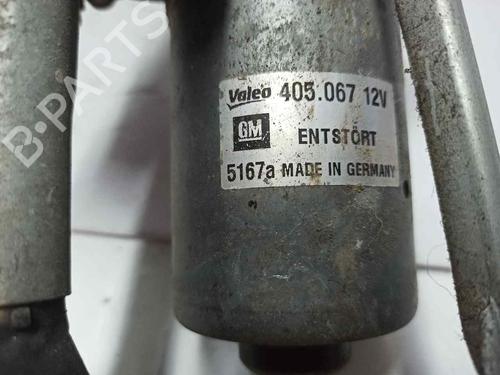 B-PARTS
Valeo 405.067 12V
GM ENTSTÖRT
5167a MADE IN GERMANY